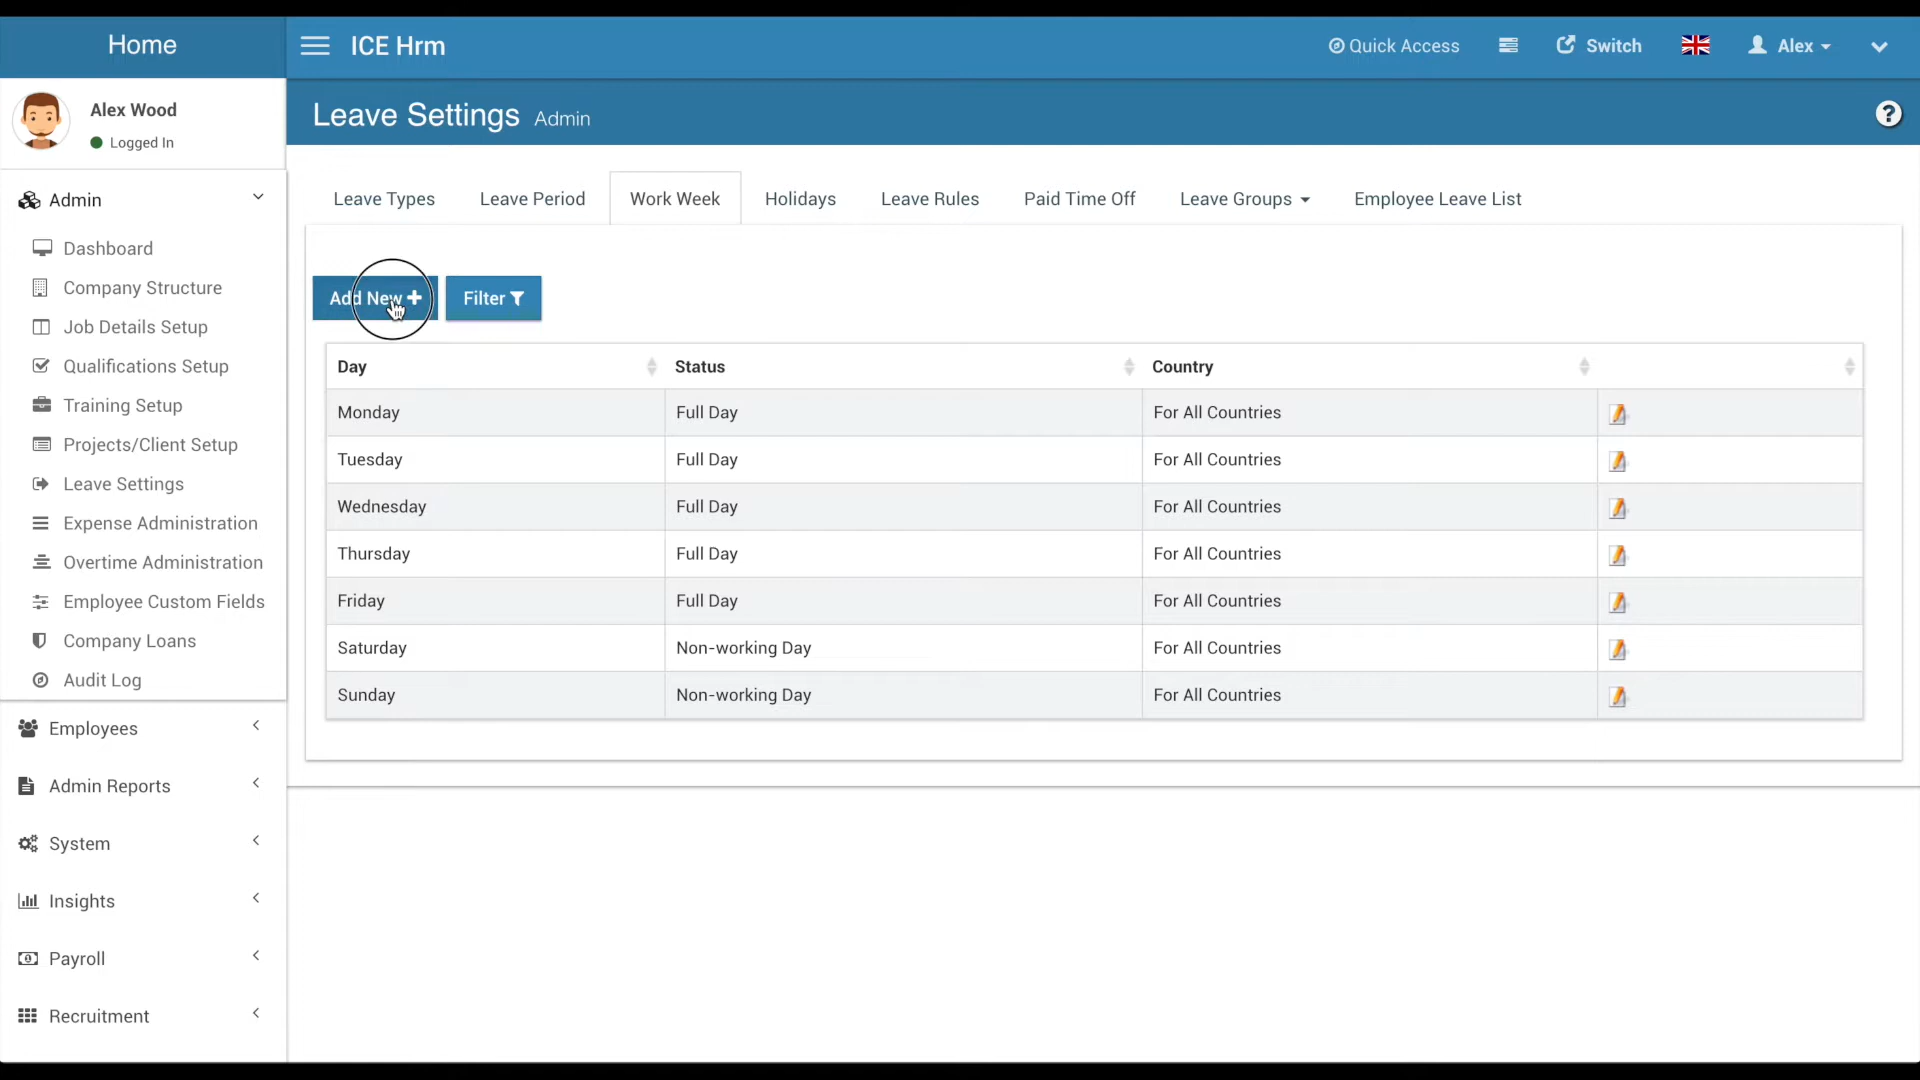 Home
ICE Hrm
Quick Access
Switch
Alex
Alex Wood
Logged In
Leave Settings Admin
?
Admin
Dashboard
Company Structure
Job Details Setup
Qualifications Setup
Training Setup
Projects/Client Setup
Leave Settings
Expense Administration
Overtime Administration
Employee Custom Fields
Company Loans
Audit Log
Employees
Admin Reports
System
Insights
Payroll
Recruitment
Leave Types Leave Period Work Week Holidays Leave Rules Paid Time Off Leave Groups Employee Leave List
Add New Filter
Day Status Country
Monday Full Day For All Countries
Tuesday Full Day For All Countries
Wednesday Full Day For All Countries
Thursday Full Day For All Countries
Friday Full Day For All Countries
Saturday Non-working Day For All Countries
Sunday Non-working Day For All Countries